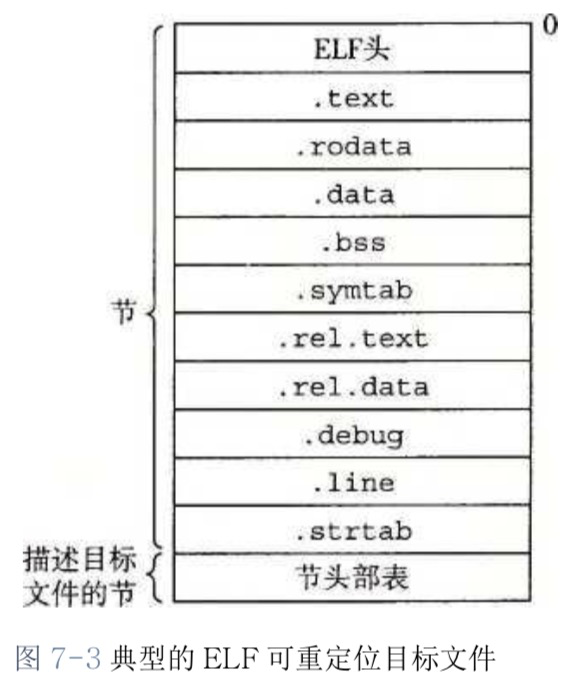 0
ELF头
.text
.rodata
.data
.bss
.symtab
节
.rel.text
.rel.data
.debug
.line
.strtab
描述目标
文件的节
节头部表
图 7-3 典型的 ELF 可重定位目标文件